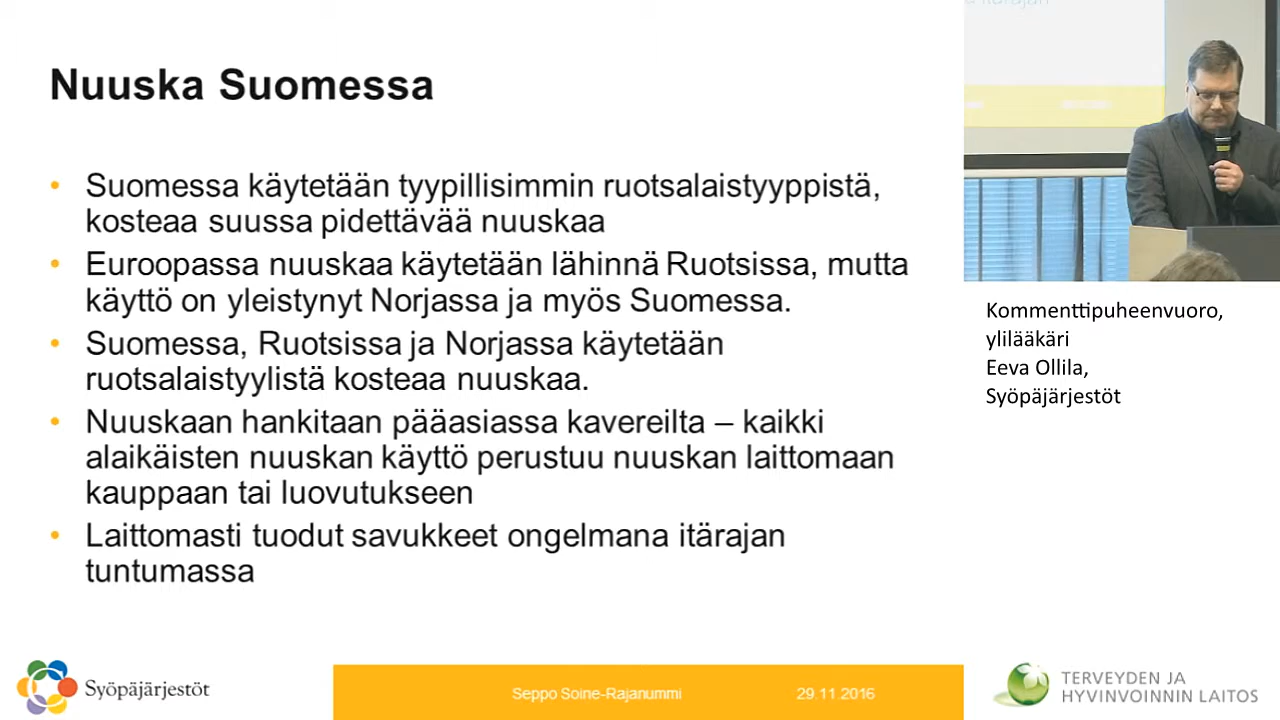 Nuuska Suomessa
• Suomessa käytetään tyypillisimmin ruotsalaistyyppistä,
kosteaa suussa pidettävää nuuskaa
• Euroopassa nuuskaa käytetään lähinnä Ruotsissa, mutta
käyttö on yleistynyt Norjassa ja myös Suomessa.
• Suomessa, Ruotsissa ja Norjassa käytetään
ruotsalaistyylistä kosteaa nuuskaa.
• Nuuskaan hankitaan pääasiassa kavereilta – kaikki
alaikäisten nuuskan käyttö perustuu nuuskan laittomaan
kauppaan tai luovutukseen
• Laittomasti tuodut savukkeet ongelmana itärajan
tuntumassa
Kommenttipuheenvuoro,
ylilääkäri
Eeva Ollila,
Syöpäjärjestöt
Syöpäjärjestöt
Seppo Soine-Rajanummi 29.11.2016
TERVEYDEN JA
HYVINVOINNIN LAITOS